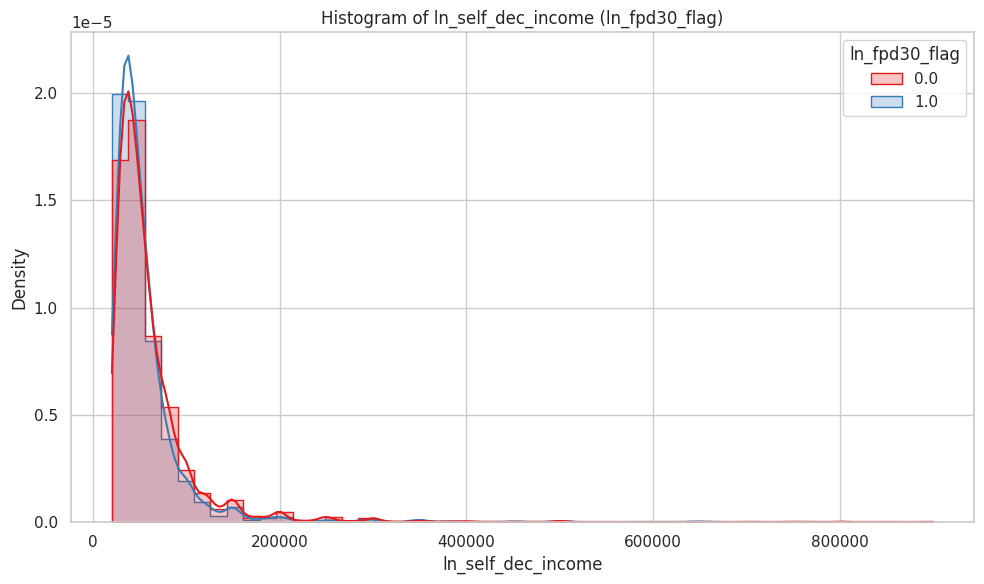 Histogram of ln_self_dec_income (ln_fpd30_flag)
1e−5
ln_fpd30_flag
0.0
1.0
2.0
1.5
1.0
0.5
0.0
Density
0
200000
400000
600000
800000
ln_self_dec_income